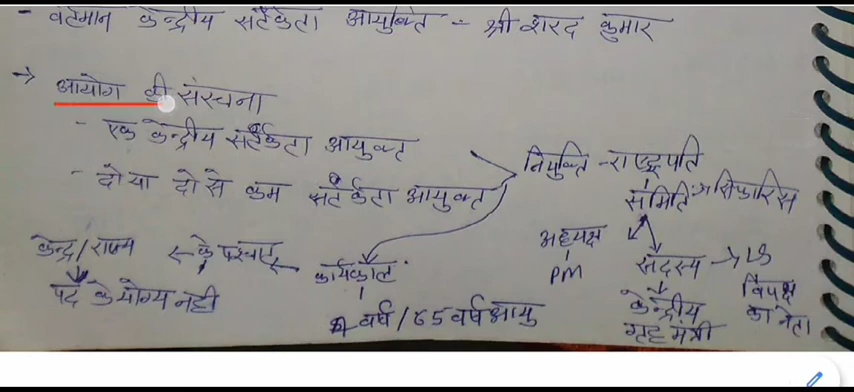 - वर्तमान केन्द्रीय सर्तकता आयुक्ति - श्री शरद कुमार
→ आयोग की संरचना
- एक केन्द्रीय सर्तकता आयुक्त
- दो या दो से कम सर्तकता आयुक्त
नियुक्ति - राष्ट्रपति
समिति → सिफारिस
अध्यक्ष
PM
सदस्य → LS
विपक्ष
का नेता
केन्द्रीय
गृह मंत्री
कार्यकाल
वर्ष / 65 वर्ष आयु
के पश्चात
केन्द्र / राज्य
पद के योग्य नही